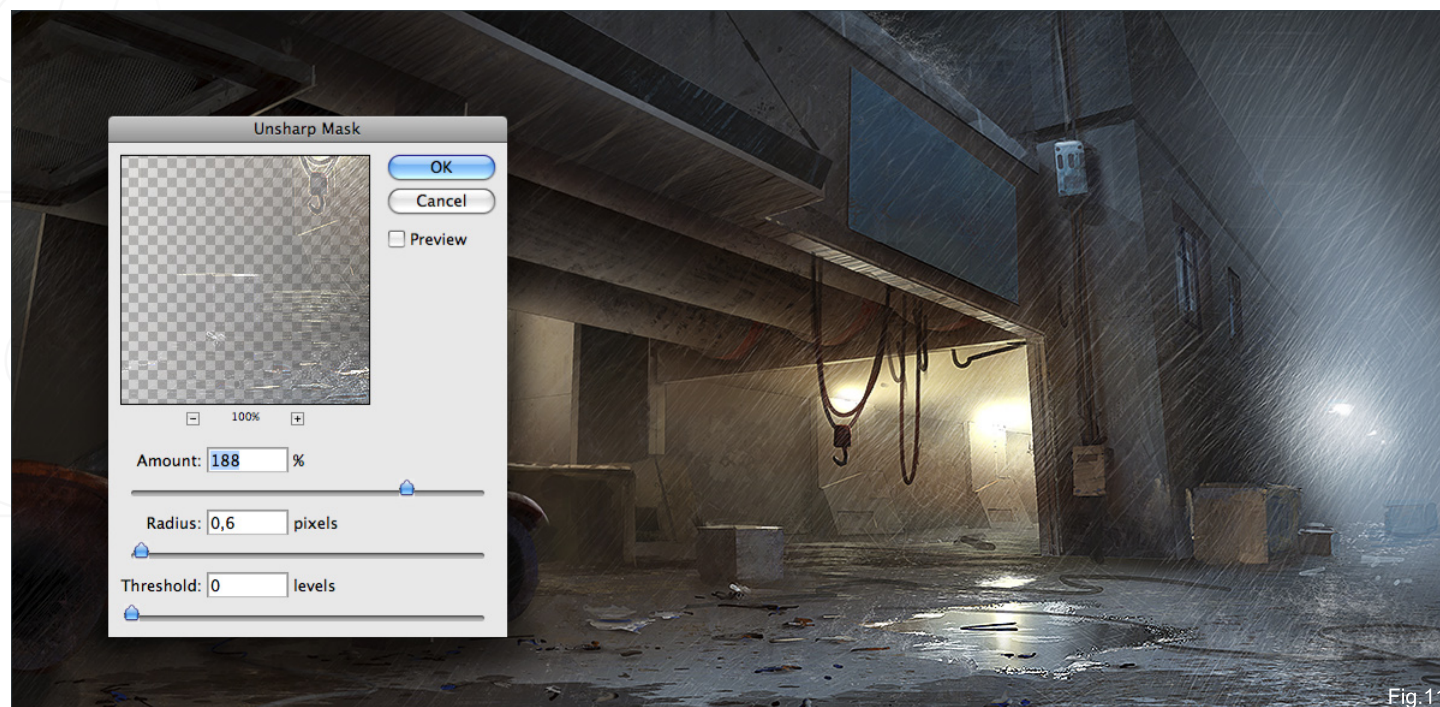 Unsharp Mask
OK
Cancel
Preview
100%
Amount: 188 %
Radius: 0,6 pixels
Threshold: 0 levels
Fig.11